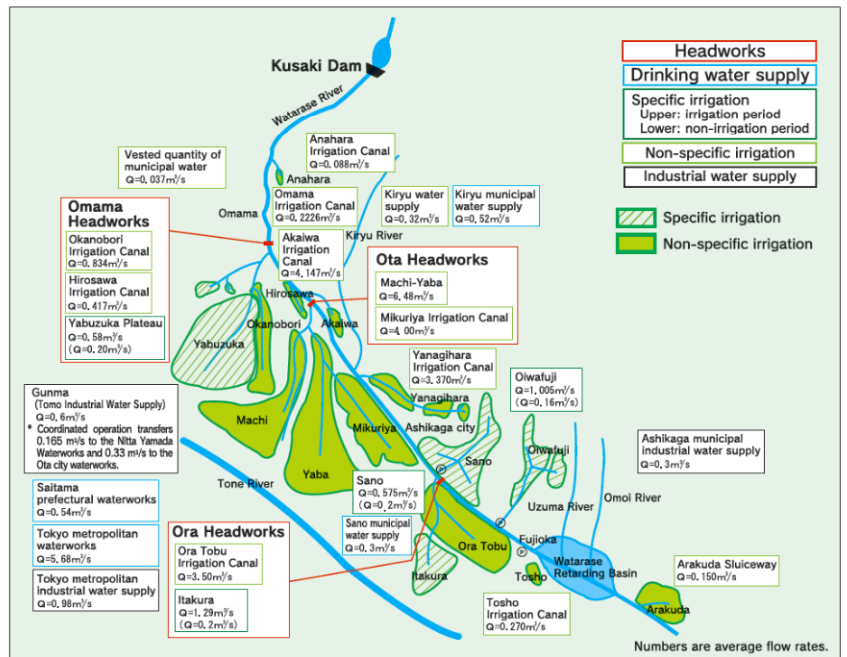 Kusaki Dam
Watarase River
Headworks
Drinking water supply
Specific irrigation
Upper: irrigation period
Lower: non-irrigation period
Non-specific irrigation
Industrial water supply
Specific irrigation
Non-specific irrigation
Vested quantity of
municipal water
Q=0.037m³/s
Anahara
Irrigation Canal
Q=0.088m³/s
Anahara
Omama
Irrigation Canal
Q=0.2226m³/s
Kiryu water
supply
Q=0.32m³/s
Kiryu municipal
water supply
Q=0.52m³/s
Omama
Kiryu River
Akaiwa
Irrigation
Canal
Q=4.147m³/s
Omama
Headworks
Okanobori
Irrigation Canal
Q=0.834m³/s
Hirosawa
Irrigation Canal
Q=0.417m³/s
Yabuzuka Plateau
Q=0.58m³/s
(Q=0.20m³/s)
Ota Headworks
Machi-Yaba
Q=6.48m³/s
Mikuriya Irrigation Canal
Q=4.00m³/s
Hirosawa
Okanobori
Akaiwa
Yabuzuka
Yanagihara
Irrigation Canal
Q=3.370m³/s
Yanagihara
Ashikaga city
Oiwafuji
Q=1.005m³/s
(Q=0.16m³/s)
Gunma
(Tomo Industrial Water Supply)
Q=0.6m³/s
* Coordinated operation transfers
0.165 m³/s to the Nitta Yamada
Waterworks and 0.33 m³/s to the
Ota city waterworks.
Machi
Yaba
Mikuriya
Sano
Oiwafuji
Ashikaga municipal
industrial water supply
Q=0.3m³/s
Tone River
Sano
Q=0.575m³/s
(Q=0.2m³/s)
Sano municipal
water supply
Q=0.3m³/s
P
P
P
Uzuma River
Omoi River
Saitama
prefectural waterworks
Q=0.54m³/s
Tokyo metropolitan
waterworks
Q=5.68m³/s
Tokyo metropolitan
industrial water supply
Q=0.98m³/s
Ora Headworks
Ora Tobu
Irrigation Canal
Q=3.50m³/s
Itakura
Q=1.29m³/s
(Q=0.2m³/s)
Ora Tobu
Itakura
Fujioka
Tosho
Watarase
Retarding Basin
Tosho
Irrigation Canal
Q=0.270m³/s
Arakuda Sluiceway
Q=0.150m³/s
Arakuda
Numbers are average flow rates.